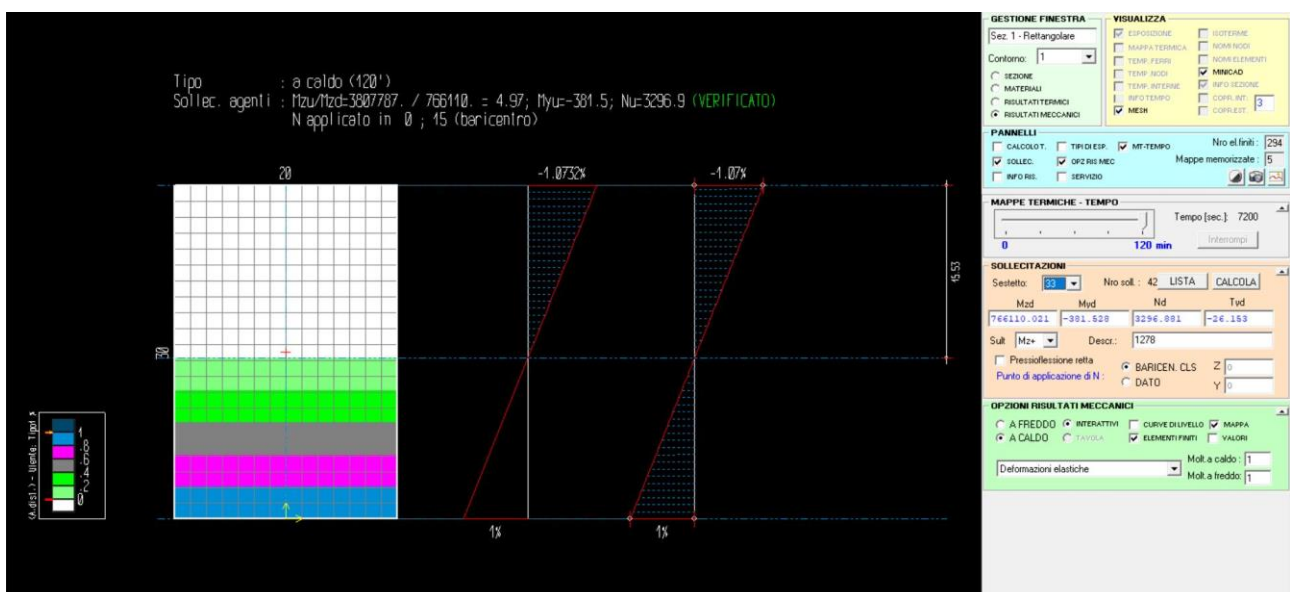 Tipo : a caldo (120')
Sollec. agenti : Mzu/Mzd=3807787. / 766110. = 4.97; Myu=-381.5; Nu=3296.9 (VERIFICATO)
N applicato in 0 ; 15 (baricentro)
20
-1.0732%
-1.07%
15.53
30
1%
1%
(A.dist.) - Utente: Tipo1 %
1
.8
.6
.4
.2
0
GESTIONE FINESTRA
Sez. 1 - Rettangolare
Contorno: 1
SEZIONE
MATERIALI
RISULTATI TERMICI
RISULTATI MECCANICI
VISUALIZZA
ESPOSIZIONE ISOTERME
MAPPA TERMICA NOMI NODI
TEMP. FERRI NOMI ELEMENTI
TEMP. NODI MINICAD
TEMP. INTERNE INFO SEZIONE
INFO TEMPO COPR. INT. 3
MESH COPR. EST.
PANNELLI
CALCOLO T. TIPI DI ESP. MT-TEMPO Nro el.finiti : 294
SOLLEC. OPZ RIS MEC Mappe memorizzate : 5
INFO RIS. SERVIZIO
MAPPE TERMICHE - TEMPO
Tempo [sec.]: 7200
0 120 min Interrompi
SOLLECITAZIONI
Sestetto: 33 Nro soll. : 42 LISTA CALCOLA
Mzd Myd Nd Tyd
766110.021 -381.528 3296.881 -26.153
Sult Mz+ Descr.: 1278
Pressioflessione retta
Punto di applicazione di N : BARICEN. CLS Z 0
DATO Y 0
OPZIONI RISULTATI MECCANICI
A FREDDO INTERATTIVI CURVE DI LIVELLO MAPPA
A CALDO TAVOLA ELEMENTI FINITI VALORI
Deformazioni elastiche
Molt.a caldo : 1
Molt.a freddo: 1